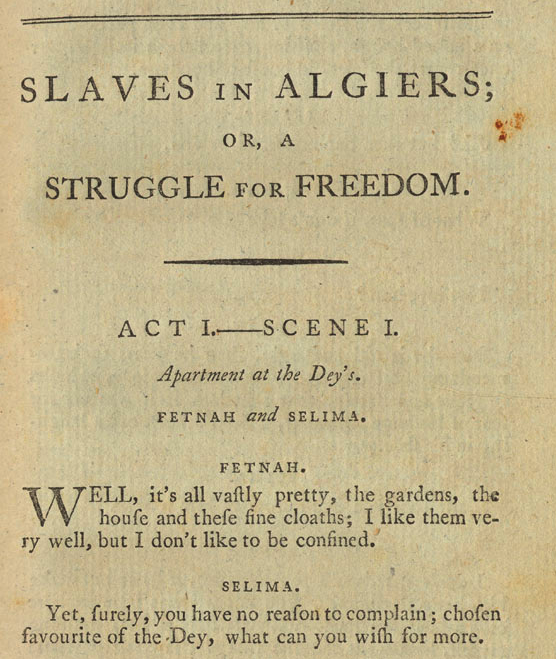 SLAVES IN ALGIERS;
OR, A
STRUGGLE FOR FREEDOM.
ACT I.——SCENE I.
Apartment at the Dey's.
FETNAH and SELIMA.
FETNAH.
WELL, it's all vaſtly pretty, the gardens, the
houſe and theſe fine cloaths; I like them ve-
ry well, but I don't like to be confined.
SELIMA.
Yet, ſurely, you have no reaſon to complain; choſen
favourite of the Dey, what can you wiſh for more.